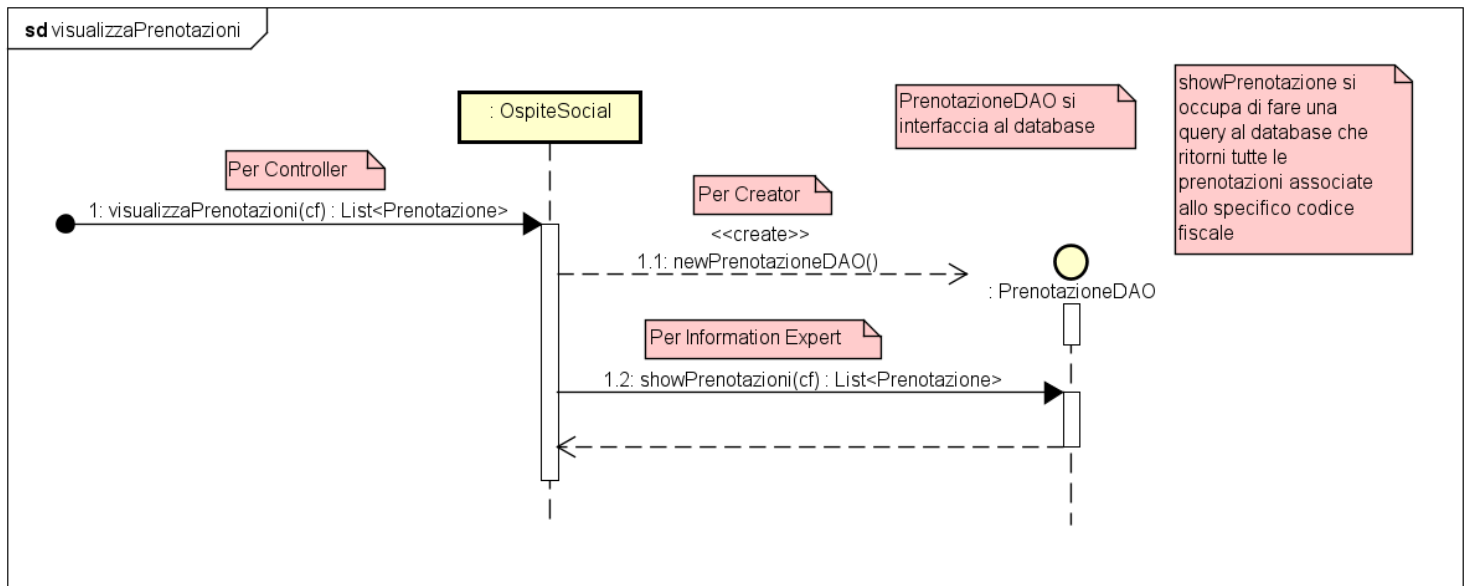 sd visualizzaPrenotazioni
: OspiteSocial
PrenotazioneDAO si
interfaccia al database
showPrenotazione si
occupa di fare una
query al database che
ritorni tutte le
prenotazioni associate
allo specifico codice
fiscale
Per Controller
1: visualizzaPrenotazioni(cf) : List<Prenotazione>
Per Creator
<<create>>
1.1: newPrenotazioneDAO()
: PrenotazioneDAO
Per Information Expert
1.2: showPrenotazioni(cf) : List<Prenotazione>